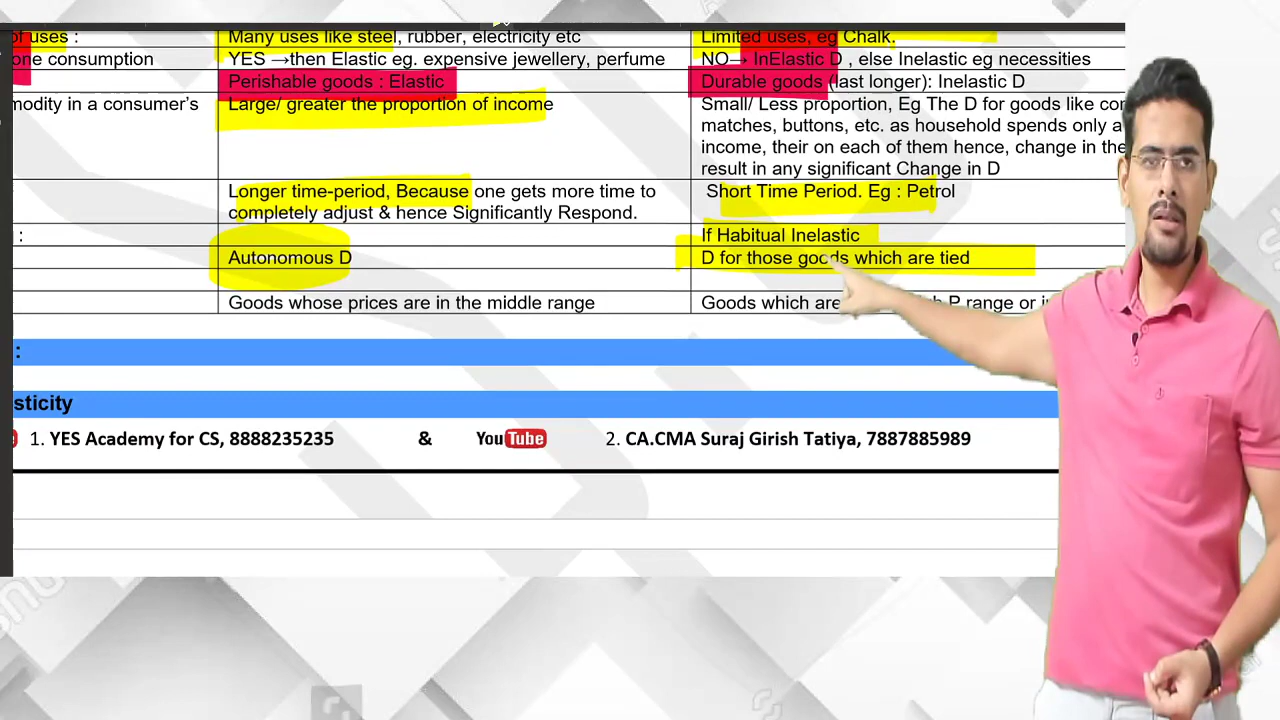 of uses : Many uses like steel, rubber, electricity etc Limited uses, eg Chalk.
one consumption YES →then Elastic eg. expensive jewellery, perfume NO→ InElastic D , else Inelastic eg necessities
Perishable goods : Elastic Durable goods (last longer): Inelastic D
modity in a consumer's Large/ greater the proportion of income Small/ Less proportion, Eg The D for goods like
matches, buttons, etc. as household spends only a
income, their on each of them hence, change in the
result in any significant Change in D
Longer time-period, Because one gets more time to Short Time Period. Eg : Petrol
completely adjust & hence Significantly Respond.
: If Habitual Inelastic
Autonomous D D for those goods which are tied
Goods whose prices are in the middle range Goods which are P range or
:
sticity
1. YES Academy for CS, 8888235235 & YouTube 2. CA.CMA Suraj Girish Tatiya, 7887885989